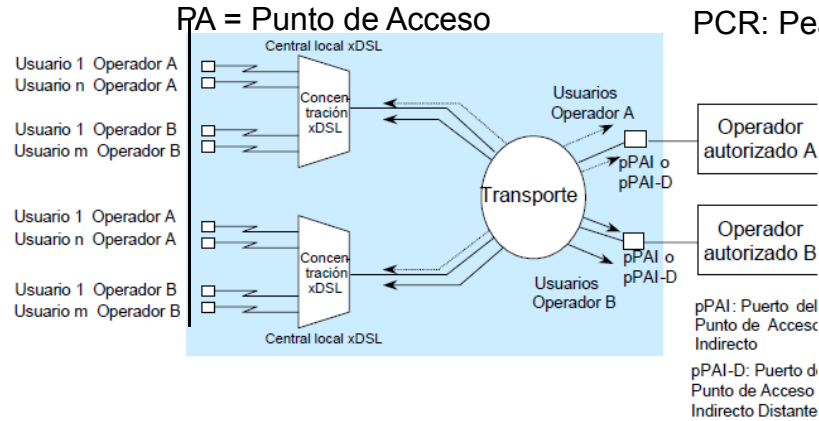 PA = Punto de Acceso
PCR: Pea
Central local xDSL
Usuario 1 Operador A
Usuario n Operador A
Usuario 1 Operador B
Usuario m Operador B
Concen-
tración
xDSL
Usuarios
Operador A
pPAI o
pPAI-D
Operador
autorizado A
Transporte
Usuario 1 Operador A
Usuario n Operador A
Usuario 1 Operador B
Usuario m Operador B
Concen-
tración
xDSL
Central local xDSL
Usuarios
Operador B
pPAI o
pPAI-D
Operador
autorizado B
pPAI: Puerto del
Punto de Acceso
Indirecto
pPAI-D: Puerto de
Punto de Acceso
Indirecto Distante